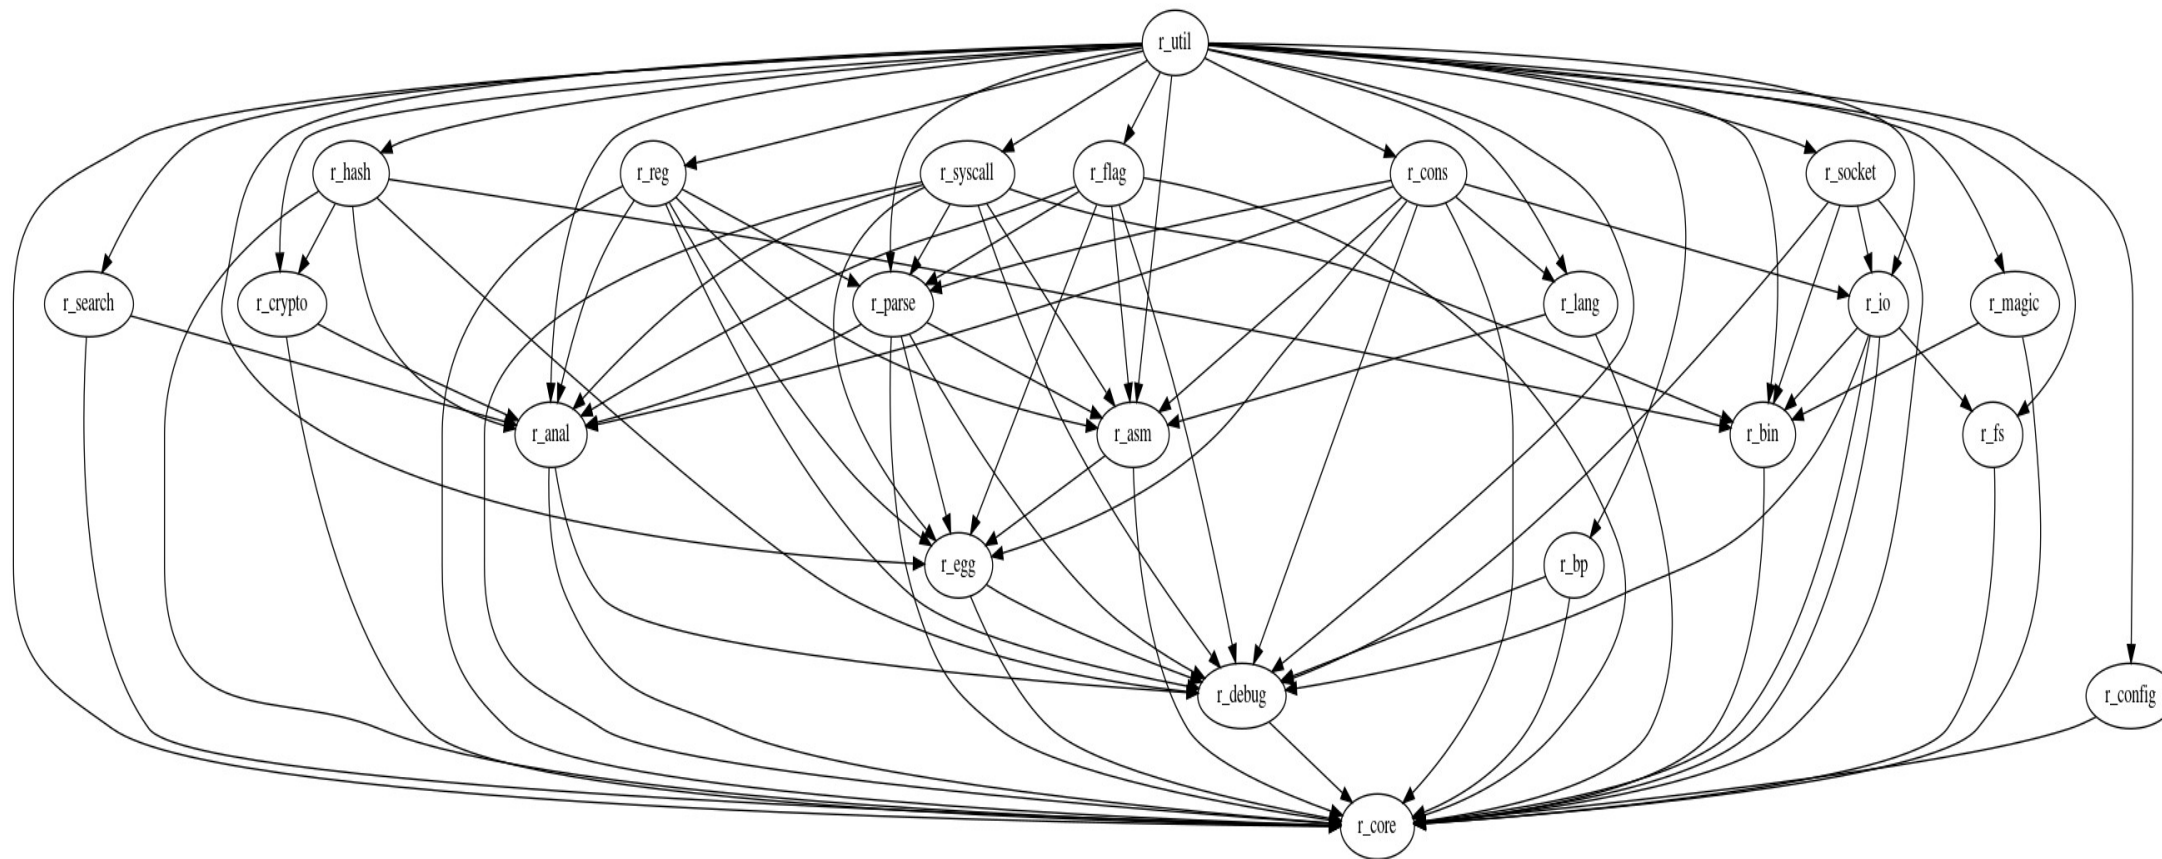 r_util
r_hash
r_reg
r_syscall
r_flag
r_cons
r_socket
r_search
r_crypto
r_parse
r_lang
r_io
r_magic
r_anal
r_asm
r_bin
r_fs
r_egg
r_bp
r_debug
r_config
r_core